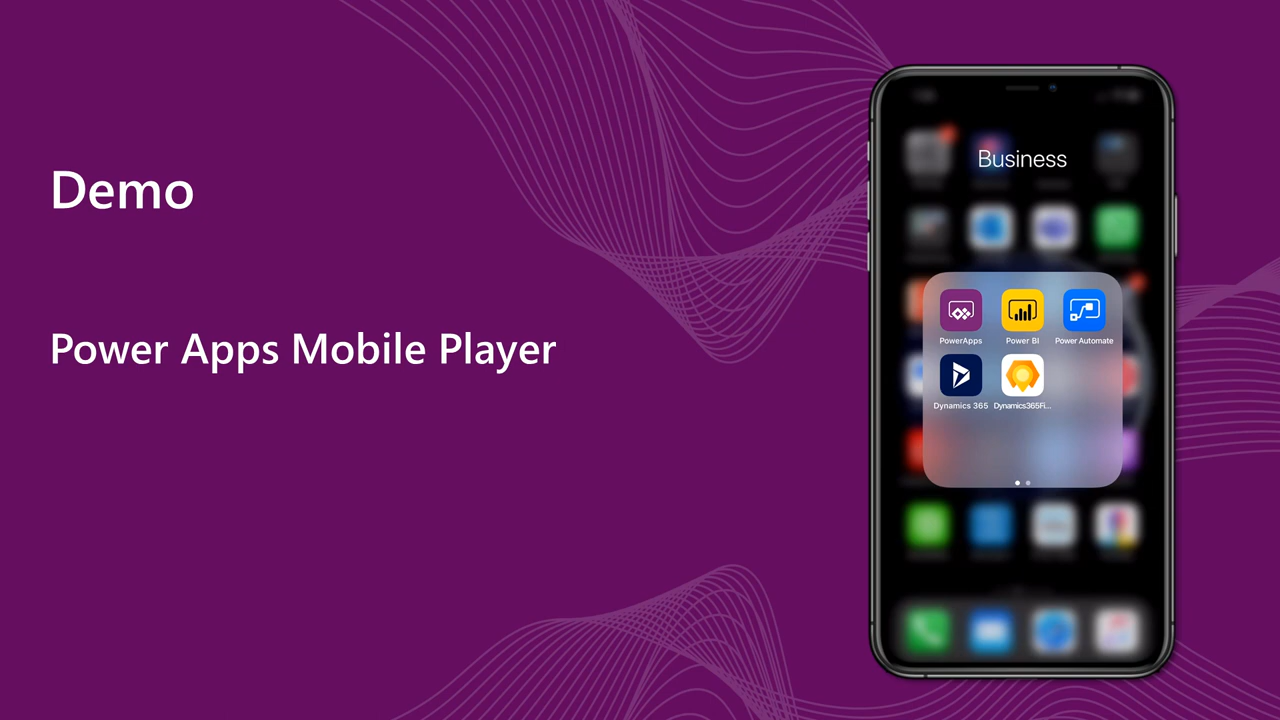 Demo
Power Apps Mobile Player
Business
PowerApps Power BI Power Automate
Dynamics 365 Dynamics365Fi...